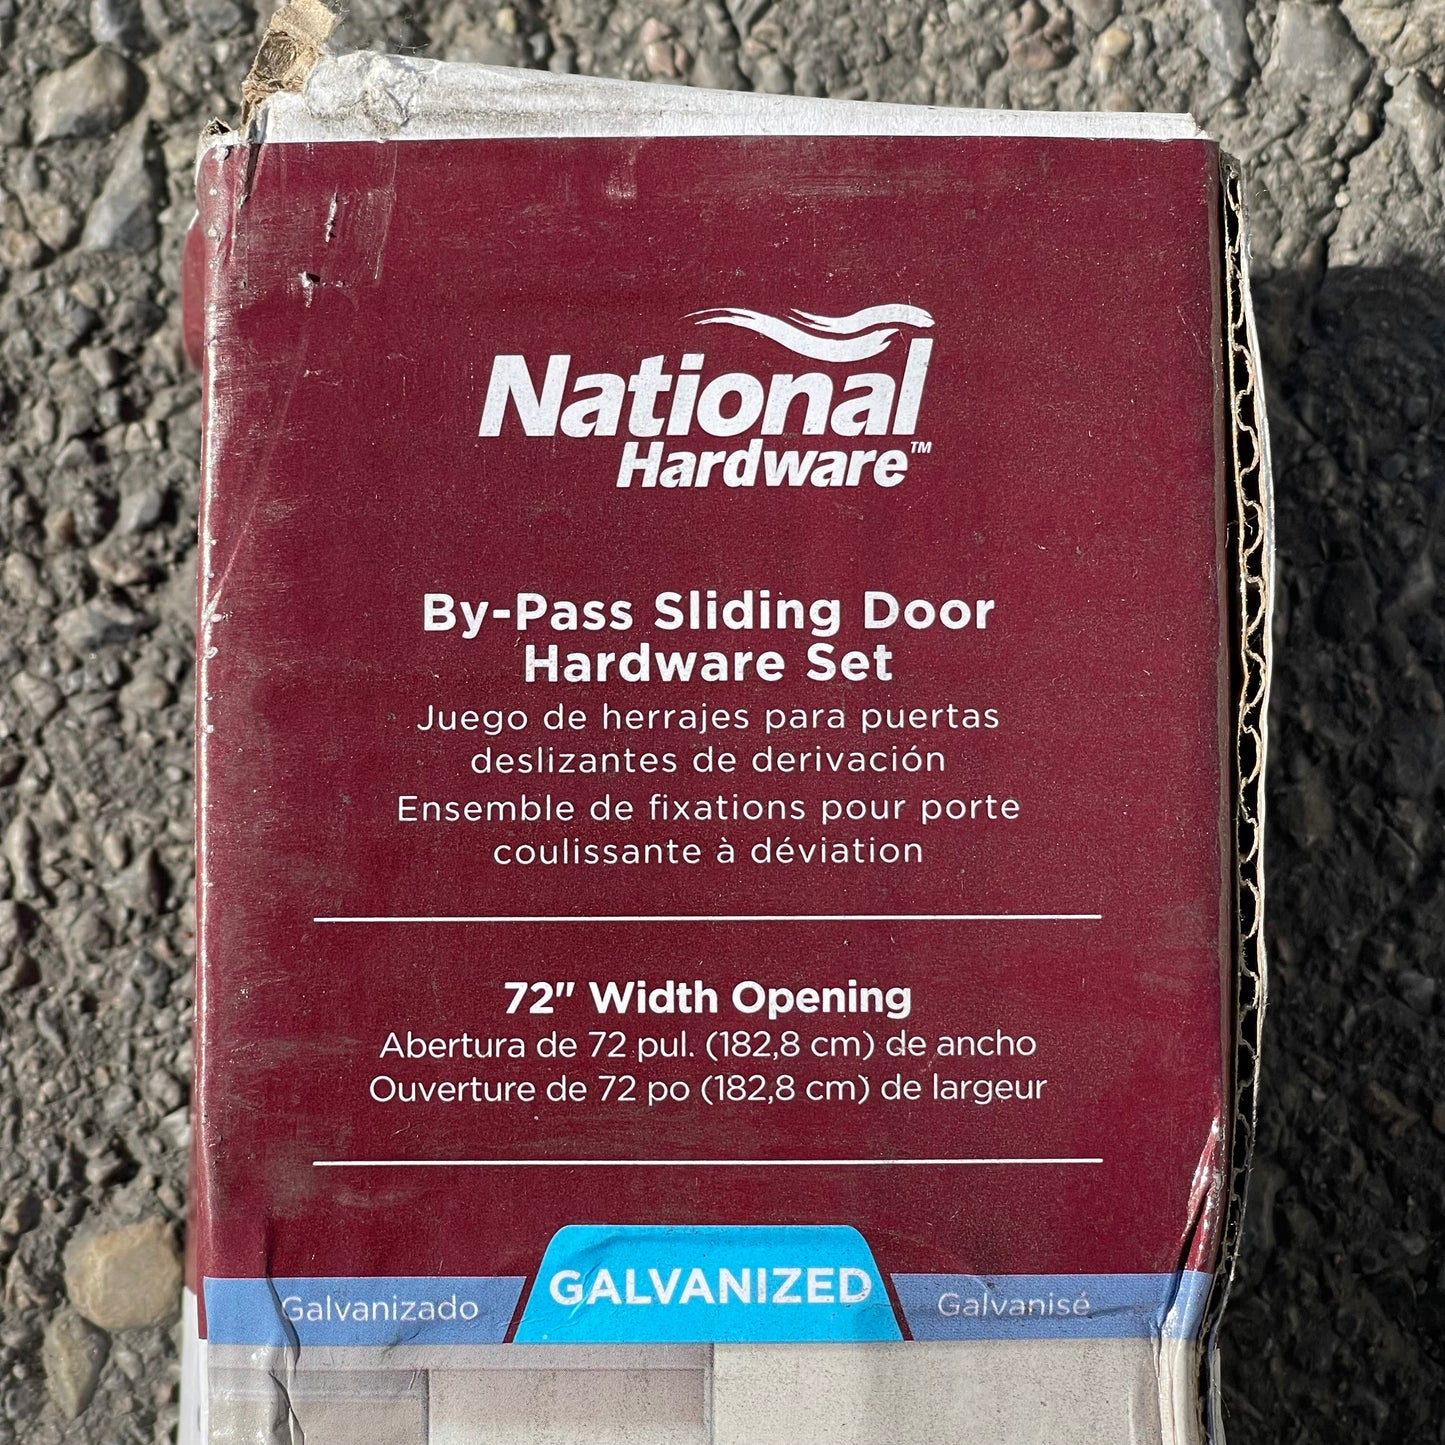 National
Hardware™
By-Pass Sliding Door
Hardware Set
Juego de herrajes para puertas
deslizantes de derivación
Ensemble de fixations pour porte
coulissante à déviation
72" Width Opening
Abertura de 72 pul. (182,8 cm) de ancho
Ouverture de 72 po (182,8 cm) de largeur
Galvanizado
GALVANIZED
Galvanisé